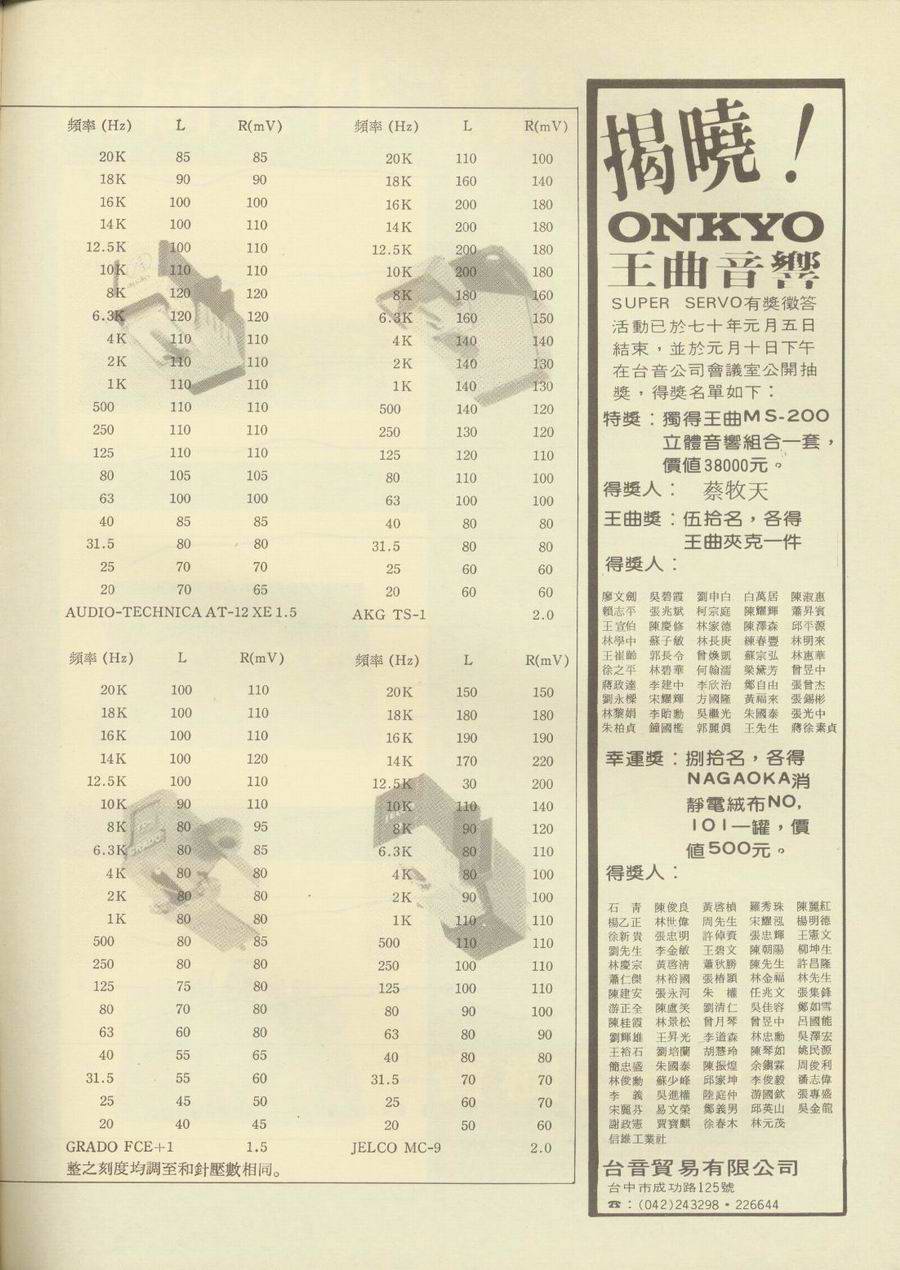 頻率 (Hz) L R(mV)
20K 85 85
18K 90 90
16K 100 100
14K 100 110
12.5K 100 110
10K 110 110
8K 120 120
6.3K 120 120
4K 110 110
2K 110 110
1K 110 110
500 110 110
250 110 110
125 110 110
80 105 105
63 100 100
40 85 85
31.5 80 80
25 70 70
20 70 65
AUDIO-TECHNICA AT-12 XE 1.5
頻率 (Hz) L R(mV)
20K 110 100
18K 160 140
16K 200 180
14K 200 180
12.5K 200 180
10K 200 180
8K 180 160
6.3K 160 150
4K 140 140
2K 140 130
1K 140 130
500 140 120
250 130 120
125 120 110
80 110 100
63 100 100
40 80 80
31.5 80 80
25 60 60
20 60 60
AKG TS-1 2.0
頻率 (Hz) L R(mV)
20K 100 110
18K 100 110
16K 100 110
14K 100 120
12.5K 100 110
10K 90 110
8K 80 95
6.3K 80 85
4K 80 80
2K 80 80
1K 80 80
500 80 85
250 80 80
125 75 80
80 70 80
63 60 80
40 55 65
31.5 55 60
25 45 50
20 40 45
GRADO FCE+1 1.5
頻率 (Hz) L R(mV)
20K 150 150
18K 180 180
16K 190 190
14K 170 220
12.5K 30 200
10K 110 140
8K 90 120
6.3K 80 110
4K 80 100
2K 90 100
1K 110 110
500 110 110
250 100 110
125 100 110
80 90 100
63 80 90
40 80 80
31.5 70 70
25 60 70
20 50 60
JELCO MC-9 2.0
整之刻度均調至和針壓數相同。
揭曉！
ONKYO
王曲音響
SUPER SERVO有獎徵答
活動已於七十年元月五日
結束，並於元月十日下午
在台音公司會議室公開抽
獎，得獎名單如下：
特獎：獨得王曲MS-200
立體音響組合一套，
價值38000元。
得獎人： 蔡牧天
王曲獎：伍拾名，各得
王曲夾克一件
得獎人：
廖文劍 吳碧霞 劉申白 白萬居 陳淑惠
賴志平 張兆斌 柯宗庭 陳耀輝 蕭昇賓
王宣伯 陳慶修 林家德 陳澤森 邱平源
林學中 蘇子敏 林長庚 練春豐 林明來
王崔齡 郭長令 曾煥凱 蘇宗弘 林惠華
徐之平 林碧華 何翰濡 梁黛芳 曾昱中
蔣政達 李建中 李欣治 鄭自由 張曾杰
劉永樑 宋耀輝 方國隆 黃福來 張錫彬
林黎娟 李貽勳 吳繼光 朱國泰 張光中
朱柏貞 鐘國樞 郭麗眞 王先生 蔣徐素貞
幸運獎：捌拾名，各得
NAGAOKA消
靜電絨布NO,
101一罐，價
值500元。
得獎人：
石青 陳俊良 黃啓楨 羅秀珠 陳麗紅
楊乙正 林世偉 周先生 宋耀泓 楊明德
徐新貴 張忠明 許倬資 張忠輝 王憲文
劉先生 李金敏 王碧文 陳朝陽 柳坤生
林慶宗 黃啓清 蕭秋勝 陳先生 許昌隆
蕭仁傑 林裕國 張椿穎 林金福 林先生
陳建安 張永河 朱權 任兆文 張集鋒
游正全 陳盧笑 劉清仁 吳佳容 鄭如雪
陳桂霞 林景松 曾月琴 曾昱中 呂國能
劉輝雄 王昇光 李道森 林忠勳 吳澤宏
王裕石 劉培蘭 胡慧玲 陳琴如 姚民源
簡忠盛 朱國泰 陳振煌 余鏞霖 周俊利
林俊勳 蘇少峰 邱家坤 李俊毅 潘志偉
李義 吳進權 陸庭仲 游國欽 張專盛
宋麗芬 易文榮 鄭義男 邱英山 吳金龍
謝政憲 賈寶麒 徐春木 林元茂
信雄工業社
台音貿易有限公司
台中市成功路125號
☎：(042)243298・226644